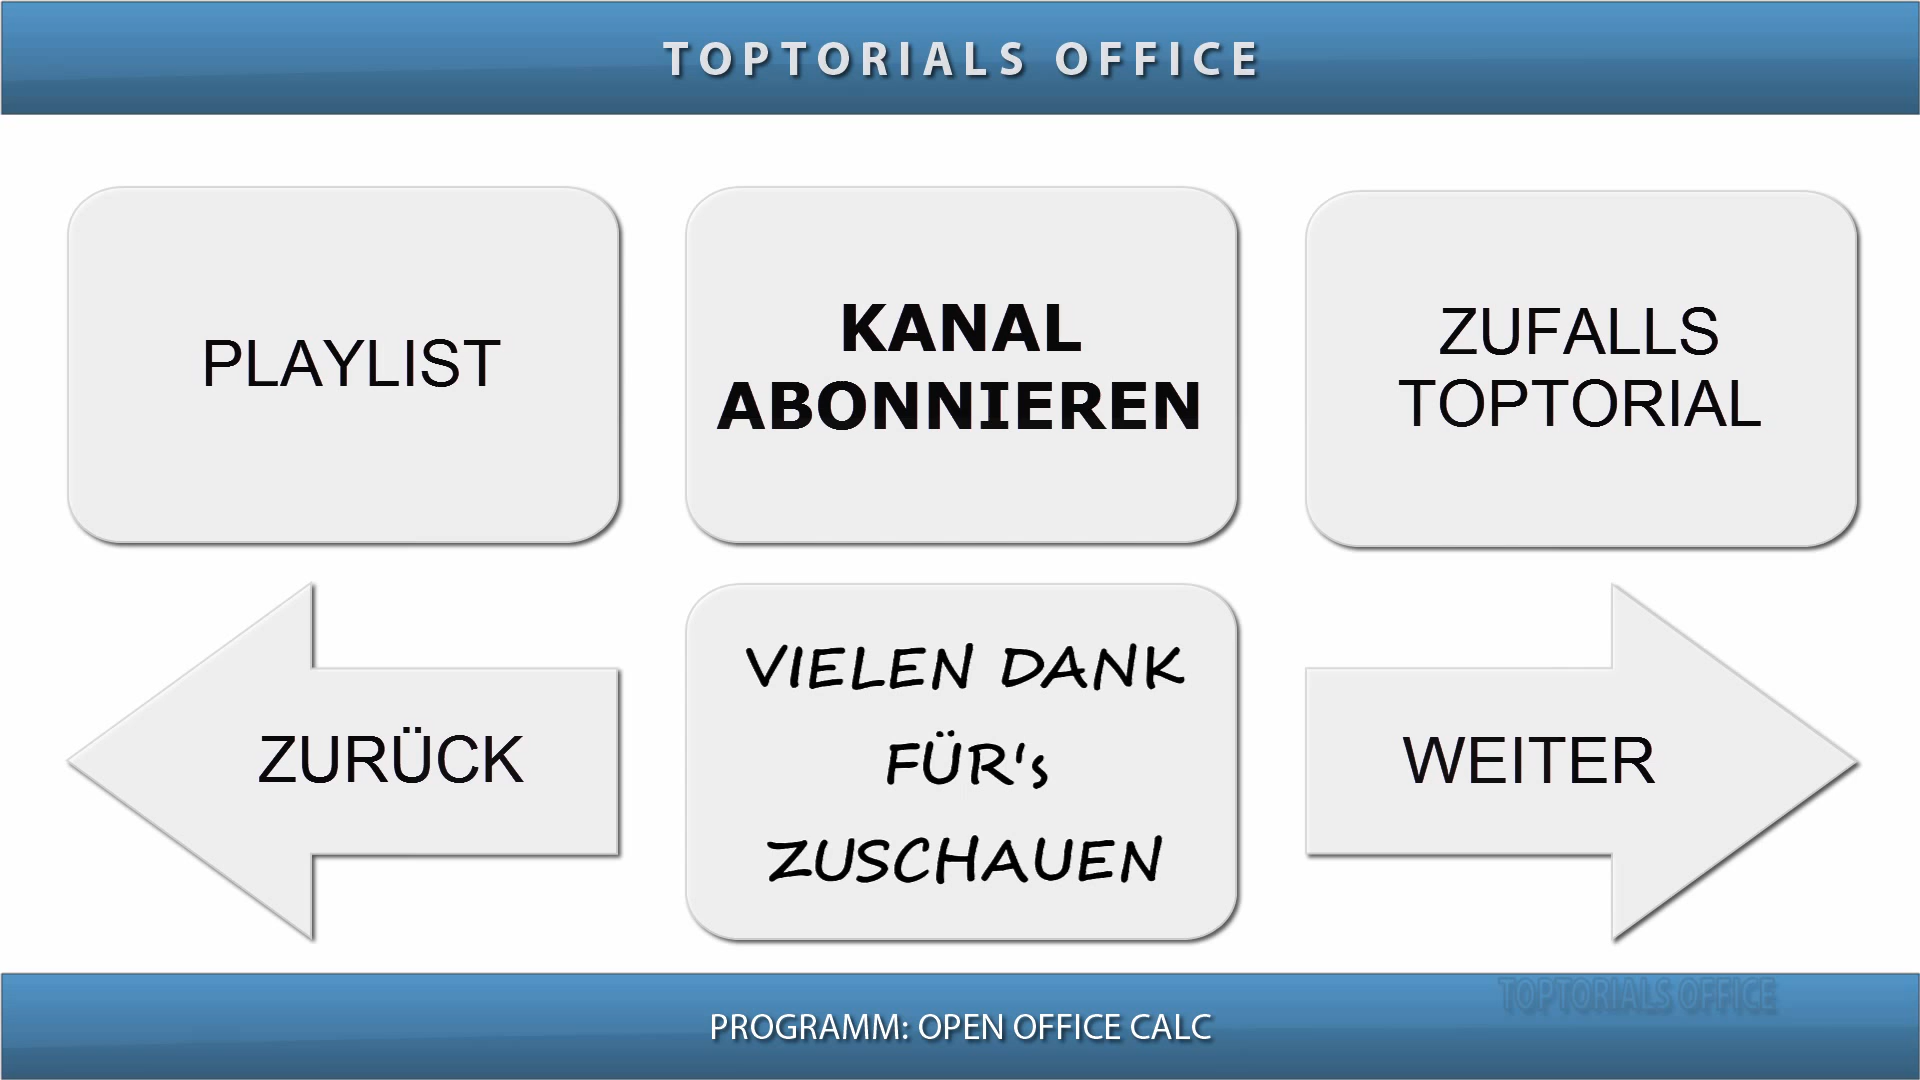 TOPTORIALS OFFICE
PLAYLIST
KANAL
ABONNIEREN
ZUFALLS
TOPTORIAL
ZURÜCK
VIELEN DANK
FÜR's
ZUSCHAUEN
WEITER
TOPTORIALS OFFICE
PROGRAMM: OPEN OFFICE CALC